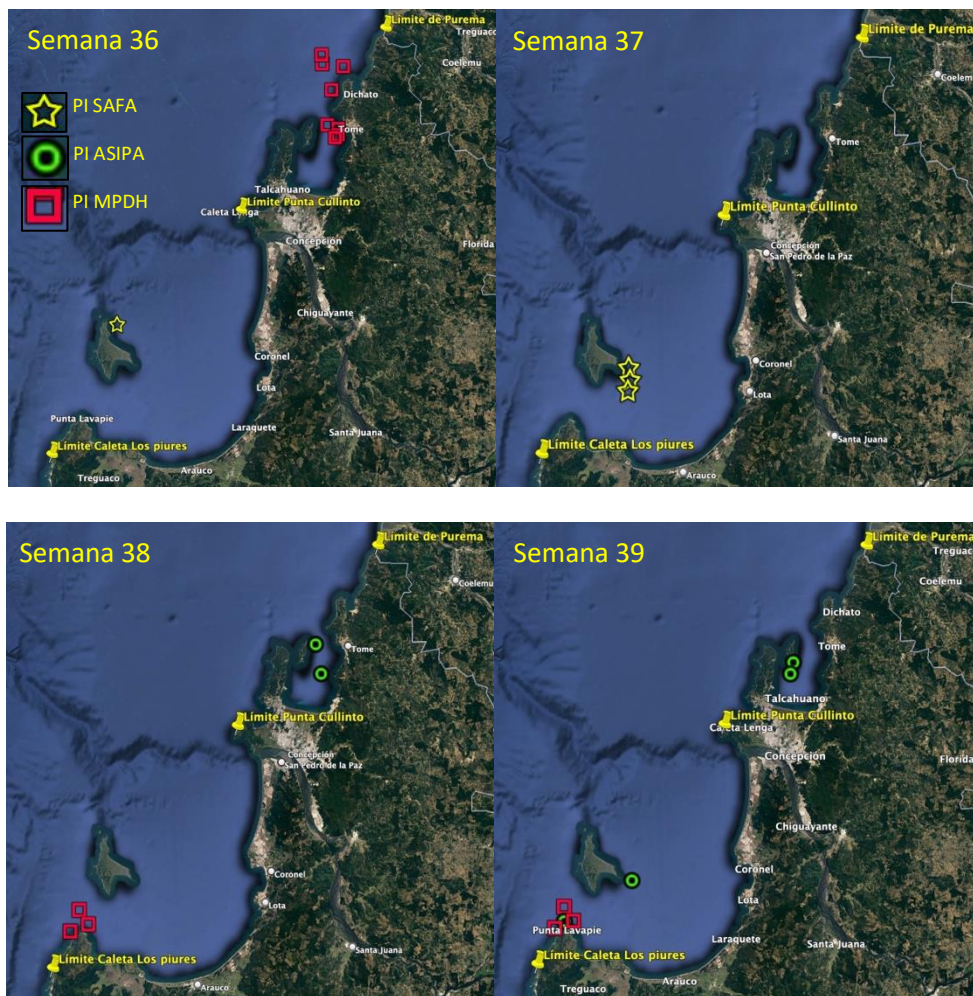 Semana 36
PI SAFA
PI ASIPA
PI MPDH
Límite de Purema
Treguaco
Coelemu
Dichato
Tome
Talcahuano
Límite Punta Cullinto
Concepción
Florida
Chiguayante
Coronel
Lota
Punta Lavapie
Laraquete
Santa Juana
Límite Caleta Los piures
Arauco
Treguaco
Semana 37
Límite de Purema
Coelemu
Tome
Límite Punta Cullinto
Concepción
San Pedro de la Paz
Coronel
Lota
Santa Juana
Límite Caleta Los piures
Arauco
Semana 38
Límite de Purema
Coelemu
Tome
Límite Punta Cullinto
Concepción
San Pedro de la Paz
Coronel
Lota
Santa Juana
Límite Caleta Los piures
Arauco
Semana 39
Límite de Purema
Coelemu
Dichato
Tome
Talcahuano
Límite Punta Cullinto
Concepción
Florida
Chiguayante
Coronel
Lota
Punta Lavapie
Laraquete
Santa Juana
Límite Caleta Los piures
Arauco
Treguaco